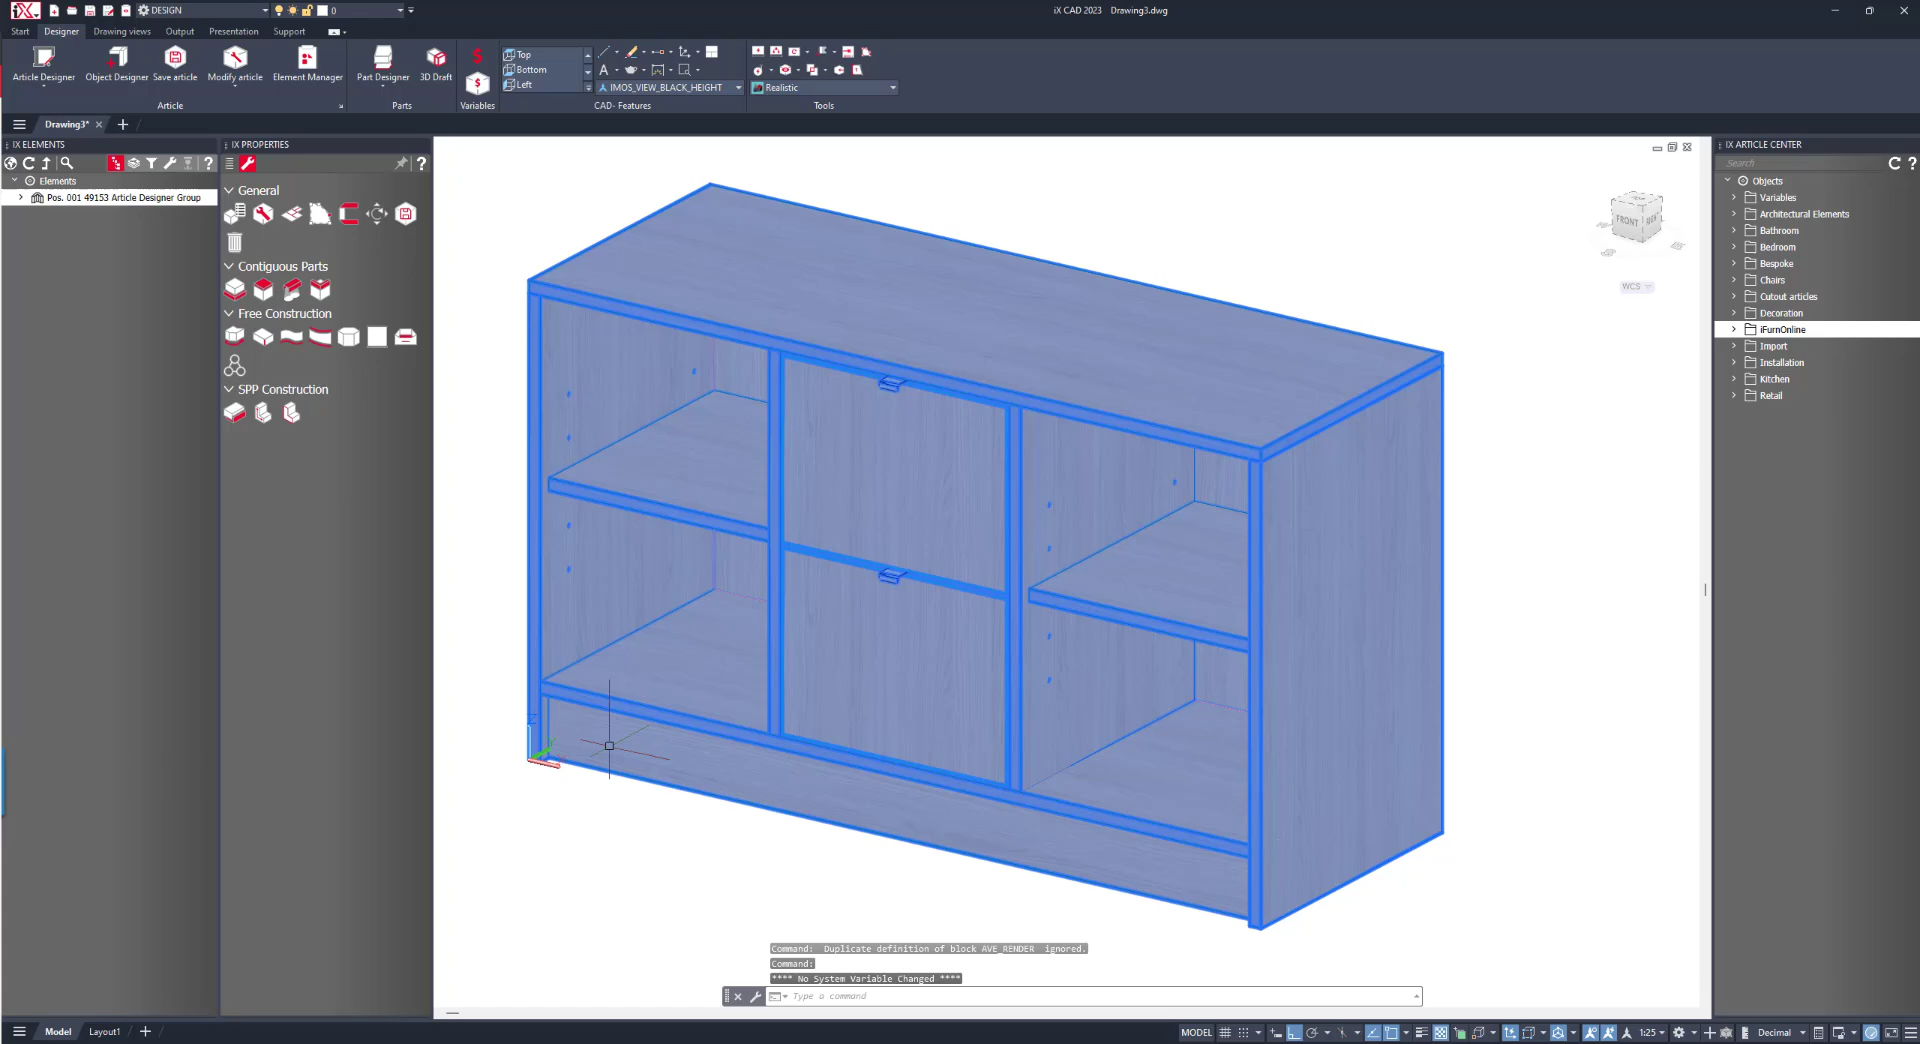 iX
DESIGN
0
iX CAD 2023 Drawing3.dwg
Start Designer Drawing views Output Presentation Support
Article Designer Object Designer Save article Modify article Element Manager Part Designer 3D Draft
Top
Bottom
Left
IMOS_VIEW_BLACK_HEIGHT
Realistic
Article Parts Variables CAD- Features Tools
Drawing3*
IX ELEMENTS
Elements
Pos. 001 49153 Article Designer Group
IX PROPERTIES
General
Contiguous Parts
Free Construction
SPP Construction
FRONT
WCS
Z
IX ARTICLE CENTER
Search
Objects
Variables
Architectural Elements
Bathroom
Bedroom
Bespoke
Chairs
Cutout articles
Decoration
iFurnOnline
Import
Installation
Kitchen
Retail
Command: Duplicate definition of block AVE_RENDER ignored.
Command:
**** No System Variable Changed ****
Type a command
Model Layout1
MODEL 1:25 Decimal